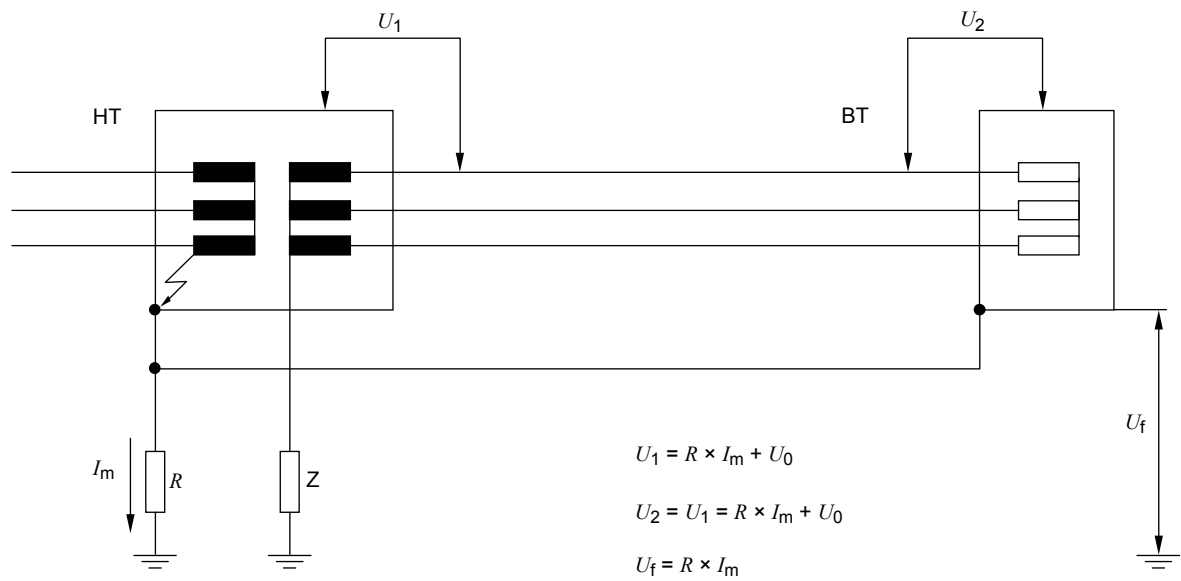 U1
U2
HT
BT
Uf
Im
R
Z
U1 = R × Im + U0
U2 = U1 = R × Im + U0
Uf = R × Im